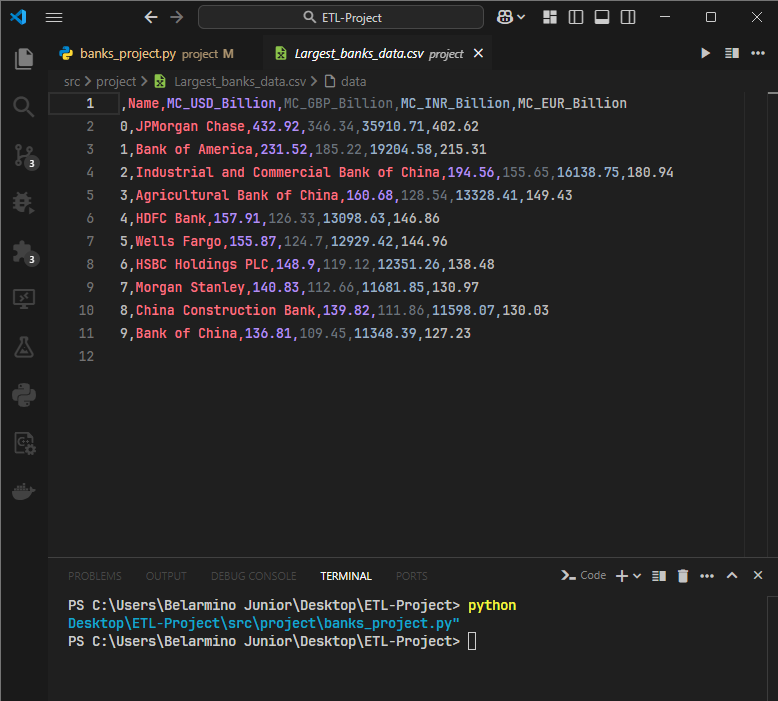 ETL-Project
banks_project.py project M
Largest_banks_data.csv project
src > project > Largest_banks_data.csv > data
1 ,Name,MC_USD_Billion,MC_GBP_Billion,MC_INR_Billion,MC_EUR_Billion
2 0,JPMorgan Chase,432.92,346.34,35910.71,402.62
3 1,Bank of America,231.52,185.22,19204.58,215.31
4 2,Industrial and Commercial Bank of China,194.56,155.65,16138.75,180.94
5 3,Agricultural Bank of China,160.68,128.54,13328.41,149.43
6 4,HDFC Bank,157.91,126.33,13098.63,146.86
7 5,Wells Fargo,155.87,124.7,12929.42,144.96
8 6,HSBC Holdings PLC,148.9,119.12,12351.26,138.48
9 7,Morgan Stanley,140.83,112.66,11681.85,130.97
10 8,China Construction Bank,139.82,111.86,11598.07,130.03
11 9,Bank of China,136.81,109.45,11348.39,127.23
12
3
3
PROBLEMS OUTPUT DEBUG CONSOLE TERMINAL PORTS Code
PS C:\Users\Belarmino Junior\Desktop\ETL-Project> python
Desktop\ETL-Project\src\project\banks_project.py"
PS C:\Users\Belarmino Junior\Desktop\ETL-Project>